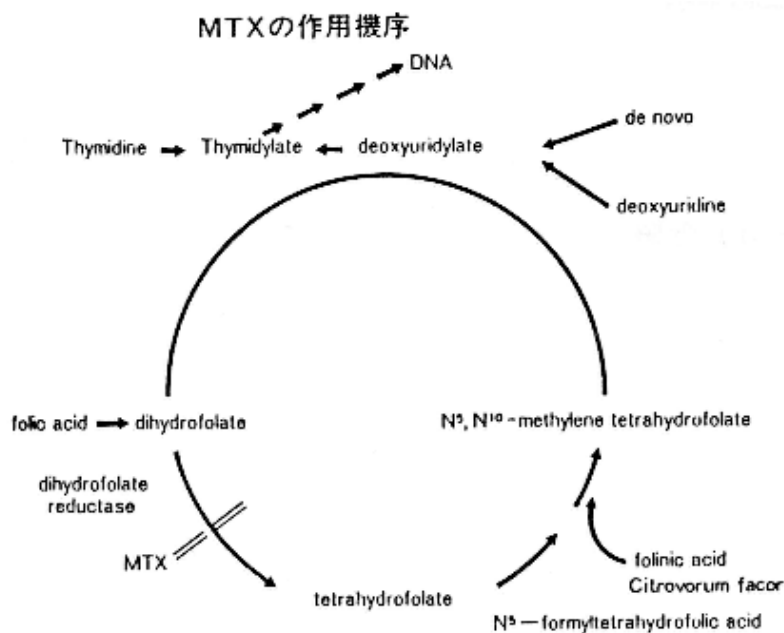 MTXの作用機序
DNA
de novo
Thymidine
Thymidylate
deoxyuridylate
deoxyuridine
folic acid
dihydrofolate
N⁵, N¹⁰-methylene tetrahydrofolate
dihydrofolate
reductase
MTX
folinic acid
Citrovorum facor
tetrahydrofolate
N⁵-formyltetrahydrofulic acid